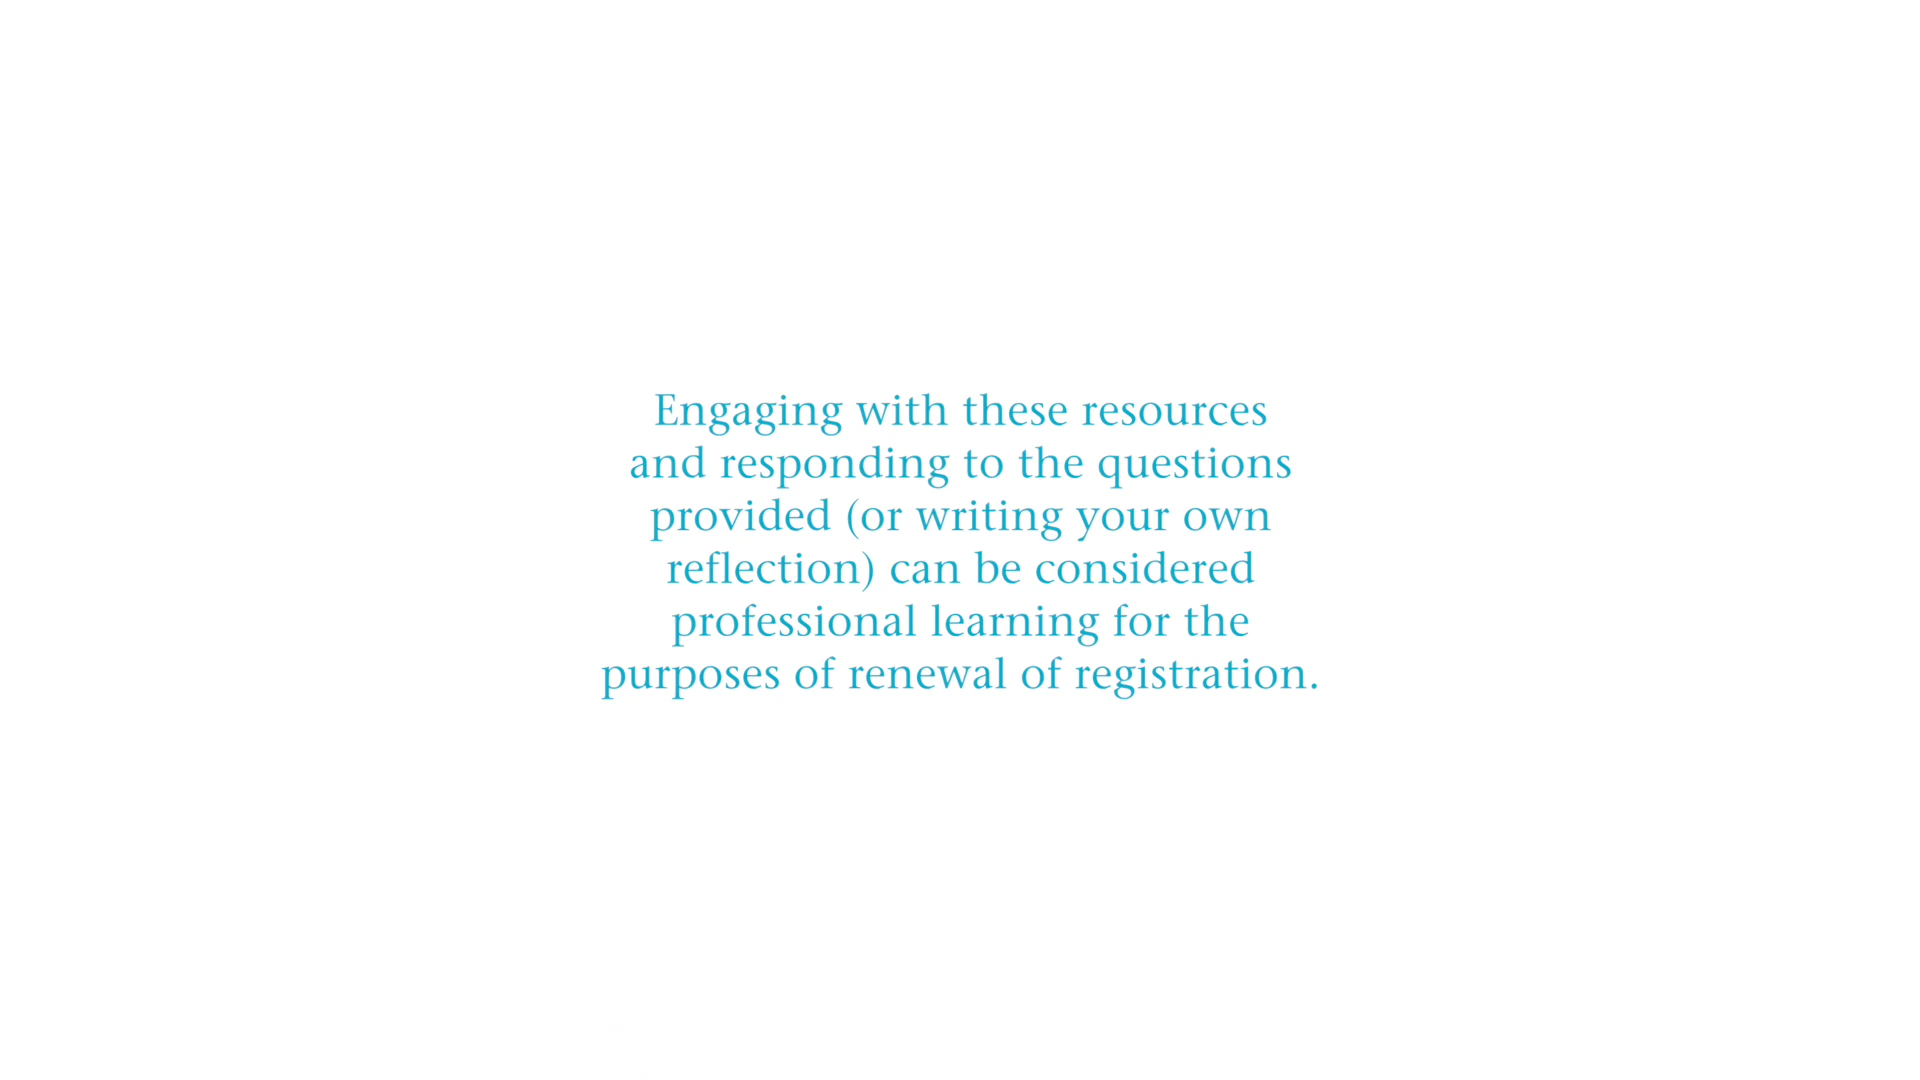 Engaging with these resources
and responding to the questions
provided (or writing your own
reflection) can be considered
professional learning for the
purposes of renewal of registration.